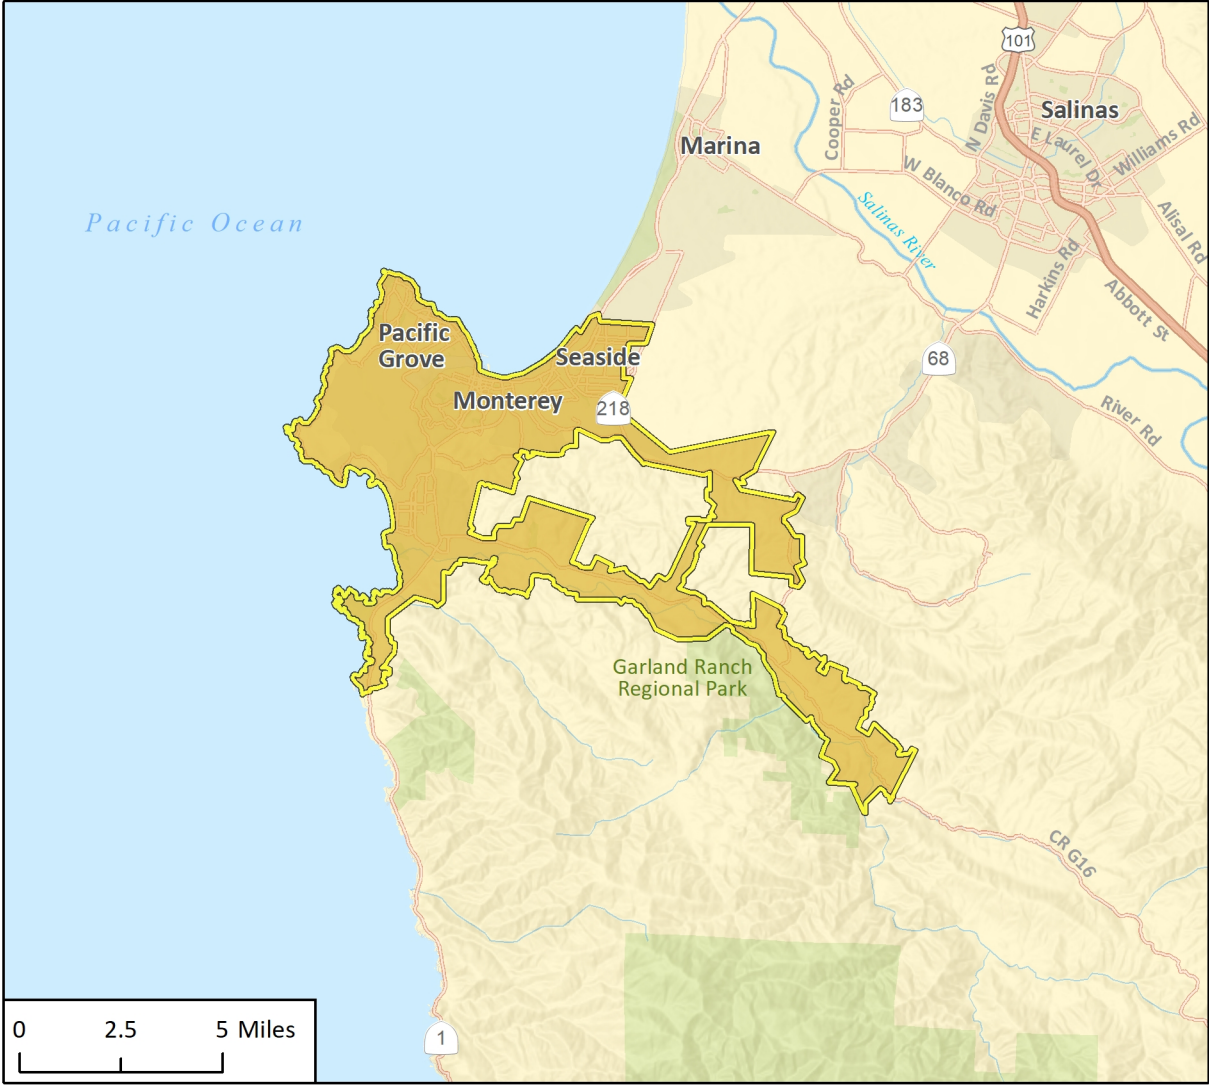 101
183
Salinas
N Davis Rd
Cooper Rd
E Laurel Dr
Williams Rd
Marina
W Blanco Rd
Salinas River
Alisal Rd
Pacific Ocean
Harkins Rd
Abbott St
Pacific
Grove
Seaside
68
Monterey
218
River Rd
Garland Ranch
Regional Park
CR G16
1
0 2.5 5 Miles